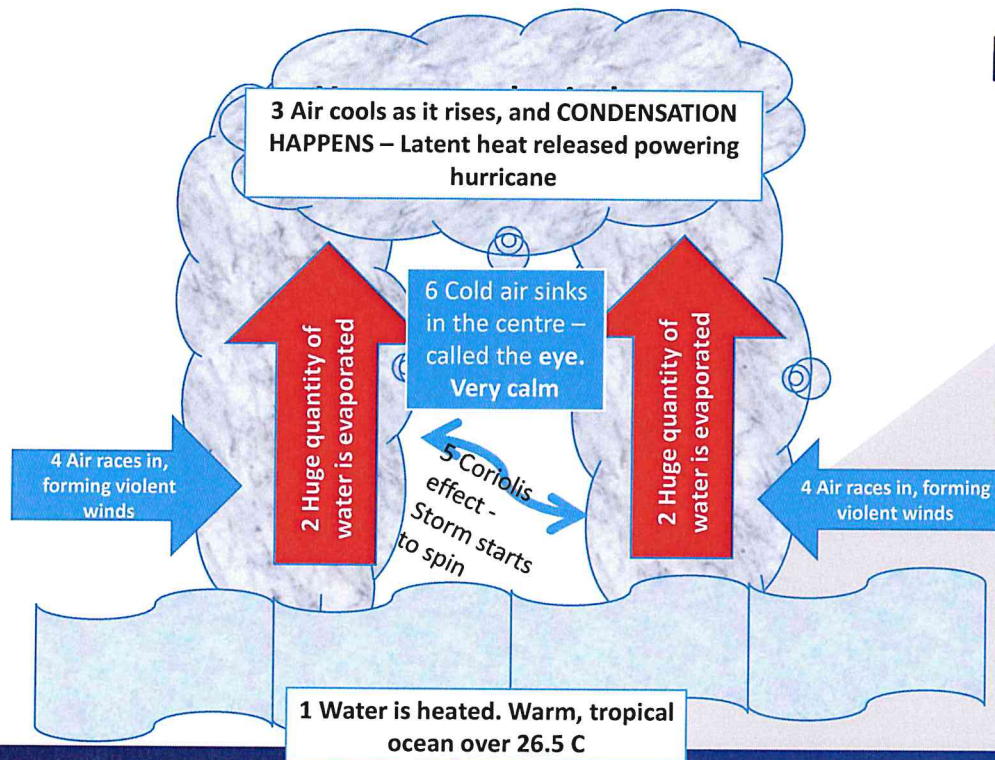 3 Air cools as it rises, and CONDENSATION
HAPPENS – Latent heat released powering
hurricane
6 Cold air sinks
in the centre –
called the eye.
Very calm
2 Huge quantity of
water is evaporated
2 Huge quantity of
water is evaporated
4 Air races in,
forming violent
winds
5 Coriolis
effect -
Storm starts
to spin
4 Air races in, forming
violent winds
1 Water is heated. Warm, tropical
ocean over 26.5 C